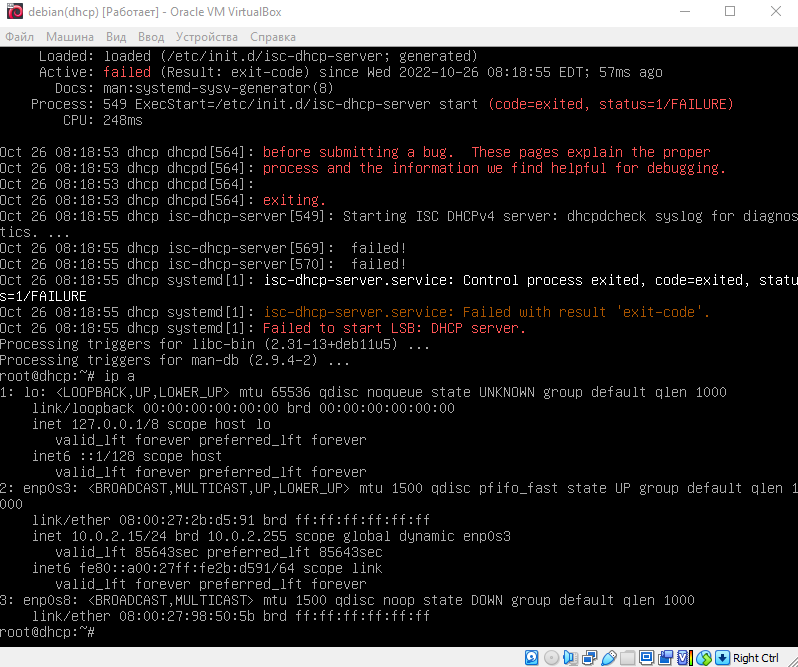 debian(dhcp) [Работает] - Oracle VM VirtualBox
Файл Машина Вид Ввод Устройства Справка
Loaded: loaded (/etc/init.d/isc-dhcp-server; generated)
Active: failed (Result: exit-code) since Wed 2022-10-26 08:18:55 EDT; 57ms ago
Docs: man:systemd-sysv-generator(8)
Process: 549 ExecStart=/etc/init.d/isc-dhcp-server start (code=exited, status=1/FAILURE)
CPU: 248ms
Oct 26 08:18:53 dhcp dhcpd[564]: before submitting a bug.  These pages explain the proper
Oct 26 08:18:53 dhcp dhcpd[564]: process and the information we find helpful for debugging.
Oct 26 08:18:53 dhcp dhcpd[564]:
Oct 26 08:18:53 dhcp dhcpd[564]: exiting.
Oct 26 08:18:55 dhcp isc-dhcp-server[549]: Starting ISC DHCPv4 server: dhcpdcheck syslog for diagnos
tics. ...
Oct 26 08:18:55 dhcp isc-dhcp-server[569]:  failed!
Oct 26 08:18:55 dhcp isc-dhcp-server[570]:  failed!
Oct 26 08:18:55 dhcp systemd[1]: isc-dhcp-server.service: Control process exited, code=exited, statu
s=1/FAILURE
Oct 26 08:18:55 dhcp systemd[1]: isc-dhcp-server.service: Failed with result 'exit-code'.
Oct 26 08:18:55 dhcp systemd[1]: Failed to start LSB: DHCP server.
Processing triggers for libc-bin (2.31-13+deb11u5) ...
Processing triggers for man-db (2.9.4-2) ...
root@dhcp:~# ip a
1: lo: <LOOPBACK,UP,LOWER_UP> mtu 65536 qdisc noqueue state UNKNOWN group default qlen 1000
link/loopback 00:00:00:00:00:00 brd 00:00:00:00:00:00
inet 127.0.0.1/8 scope host lo
valid_lft forever preferred_lft forever
inet6 ::1/128 scope host
valid_lft forever preferred_lft forever
2: enp0s3: <BROADCAST,MULTICAST,UP,LOWER_UP> mtu 1500 qdisc pfifo_fast state UP group default qlen 1
000
link/ether 08:00:27:2b:d5:91 brd ff:ff:ff:ff:ff:ff
inet 10.0.2.15/24 brd 10.0.2.255 scope global dynamic enp0s3
valid_lft 85643sec preferred_lft 85643sec
inet6 fe80::a00:27ff:fe2b:d591/64 scope link
valid_lft forever preferred_lft forever
3: enp0s8: <BROADCAST,MULTICAST> mtu 1500 qdisc noop state DOWN group default qlen 1000
link/ether 08:00:27:98:50:5b brd ff:ff:ff:ff:ff:ff
root@dhcp:~#
Right Ctrl